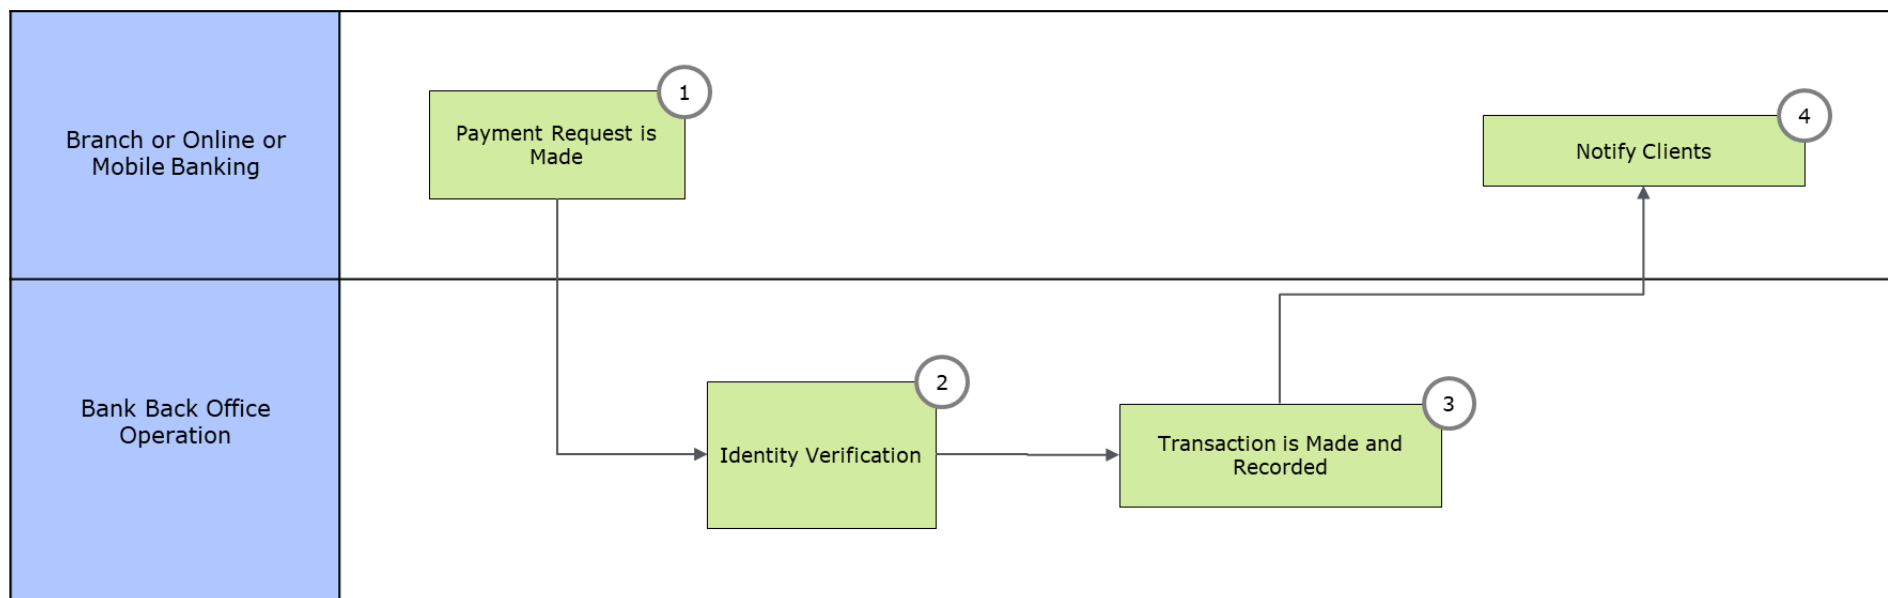 Branch or Online or
Mobile Banking
1
Payment Request is
Made
4
Notify Clients
Bank Back Office
Operation
2
Identity Verification
3
Transaction is Made and
Recorded